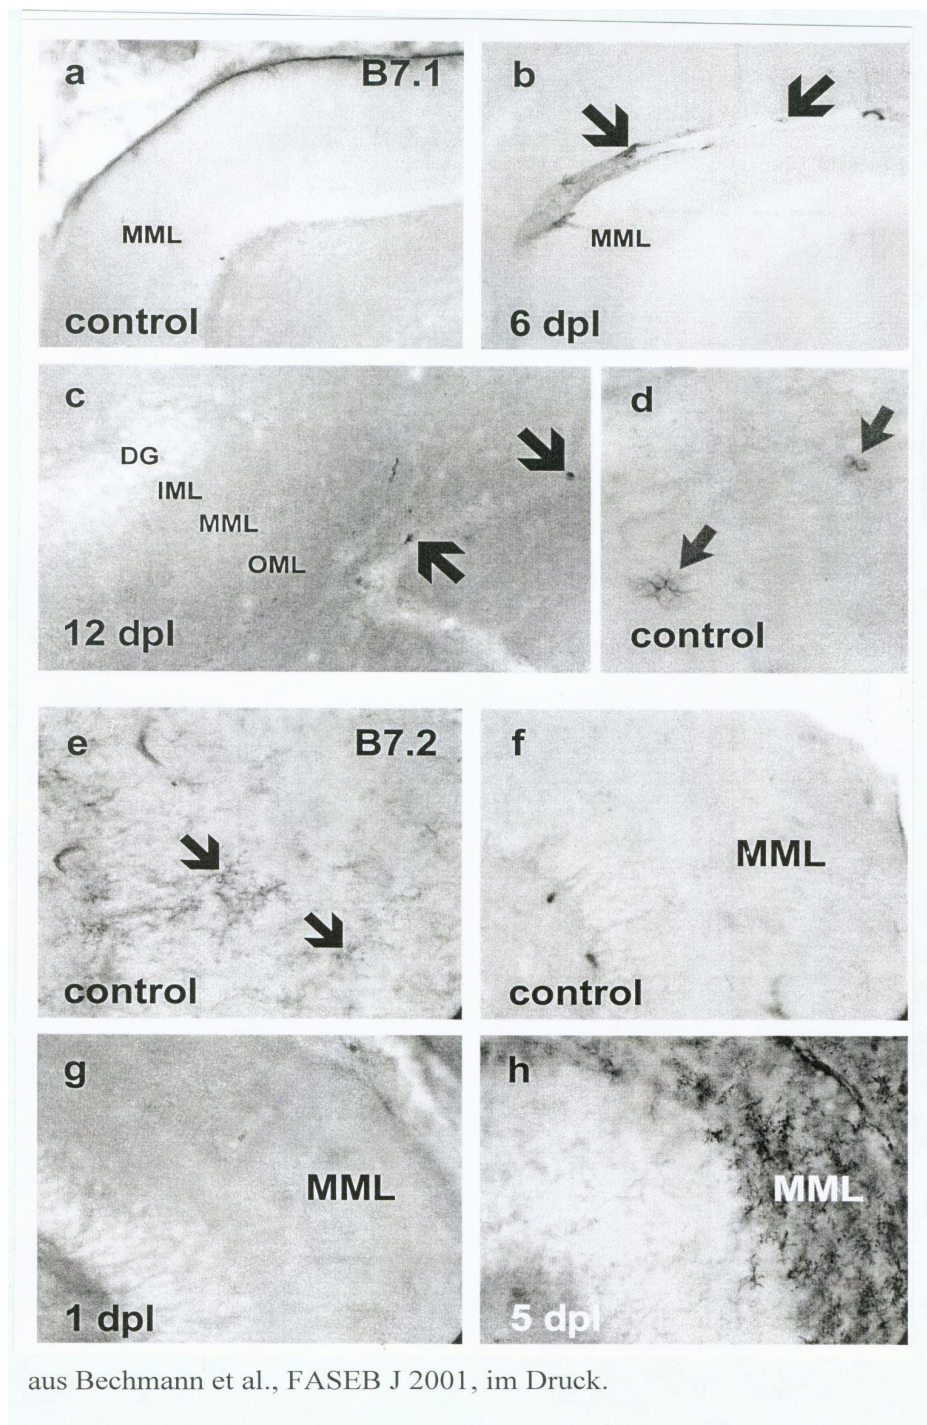 a B7.1
MML
control
b
MML
6 dpl
c
DG
IML
MML
OML
12 dpl
d
control
e B7.2
control
f
MML
control
g
MML
1 dpl
h
MML
5 dpl
aus Bechmann et al., FASEB J 2001, im Druck.